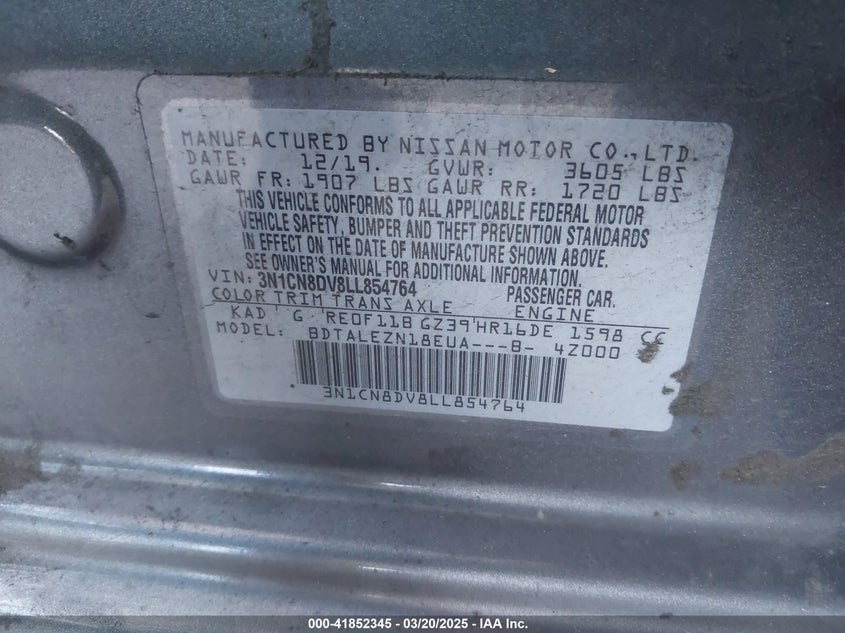 MANUFACTURED BY NISSAN MOTOR CO., LTD.
DATE: 12/19. GVWR: 3605 LBS
GAWR FR: 1907 LBS GAWR RR: 1720 LBS
THIS VEHICLE CONFORMS TO ALL APPLICABLE FEDERAL MOTOR
VEHICLE SAFETY, BUMPER AND THEFT PREVENTION STANDARDS
IN EFFECT ON THE DATE OF MANUFACTURE SHOWN ABOVE.
SEE OWNER'S MANUAL FOR ADDITIONAL INFORMATION.
VIN: 3N1CN8DV8LL854764 PASSENGER CAR.
COLOR TRIM TRANS AXLE ENGINE
KAD G RE0F11B GZ39 HR16DE 1598 CC
MODEL: BDTALEZN18EUA---B- 4Z000
3N1CN8DV8LL854764
000-41852345 - 03/20/2025 - IAA Inc.